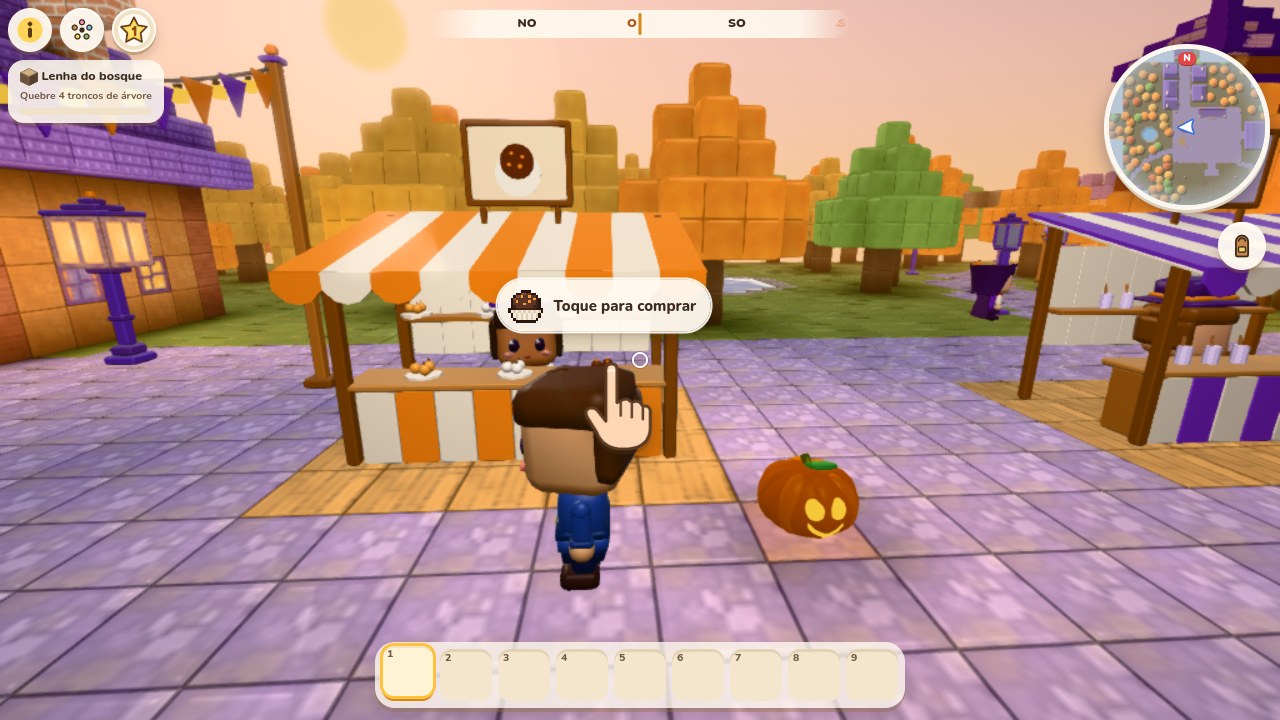 NO
O
SO
S
1
N
Lenha do bosque
Quebre 4 troncos de árvore
Toque para comprar
1
2
3
4
5
6
7
8
9